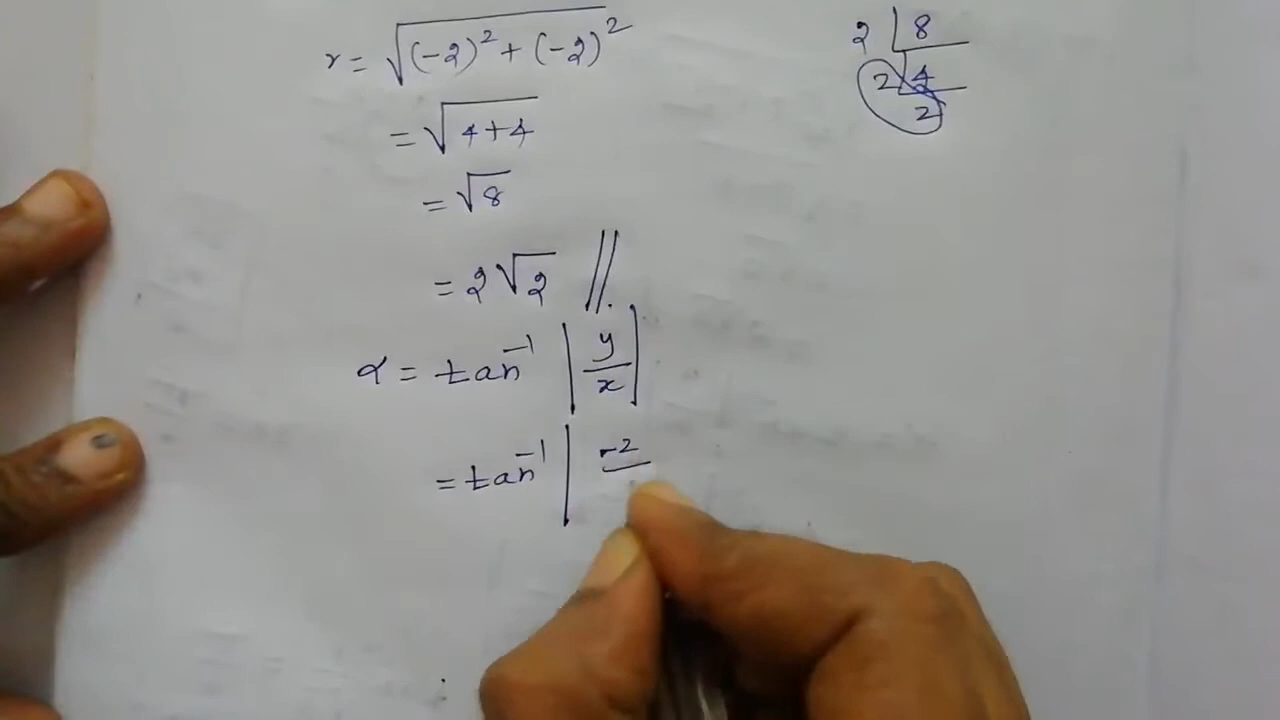 r = √(-2)² + (-2)²
= √4+4
= √8
= 2√2 //.
α = tan⁻¹ |y/x|
= tan⁻¹ | -2/
2 | 8
2 | 4
2